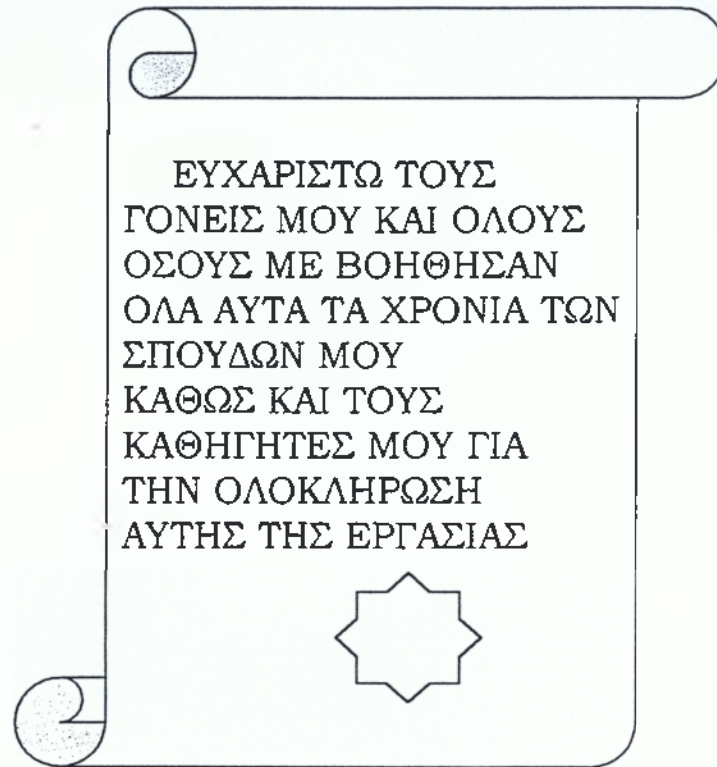 ΕΥΧΑΡΙΣΤΩ ΤΟΥΣ
ΓΟΝΕΙΣ ΜΟΥ ΚΑΙ ΟΛΟΥΣ
ΟΣΟΥΣ ΜΕ ΒΟΗΘΗΣΑΝ
ΟΛΑ ΑΥΤΑ ΤΑ ΧΡΟΝΙΑ ΤΩΝ
ΣΠΟΥΔΩΝ ΜΟΥ
ΚΑΘΩΣ ΚΑΙ ΤΟΥΣ
ΚΑΘΗΓΗΤΕΣ ΜΟΥ ΓΙΑ
ΤΗΝ ΟΛΟΚΛΗΡΩΣΗ
ΑΥΤΗΣ ΤΗΣ ΕΡΓΑΣΙΑΣ